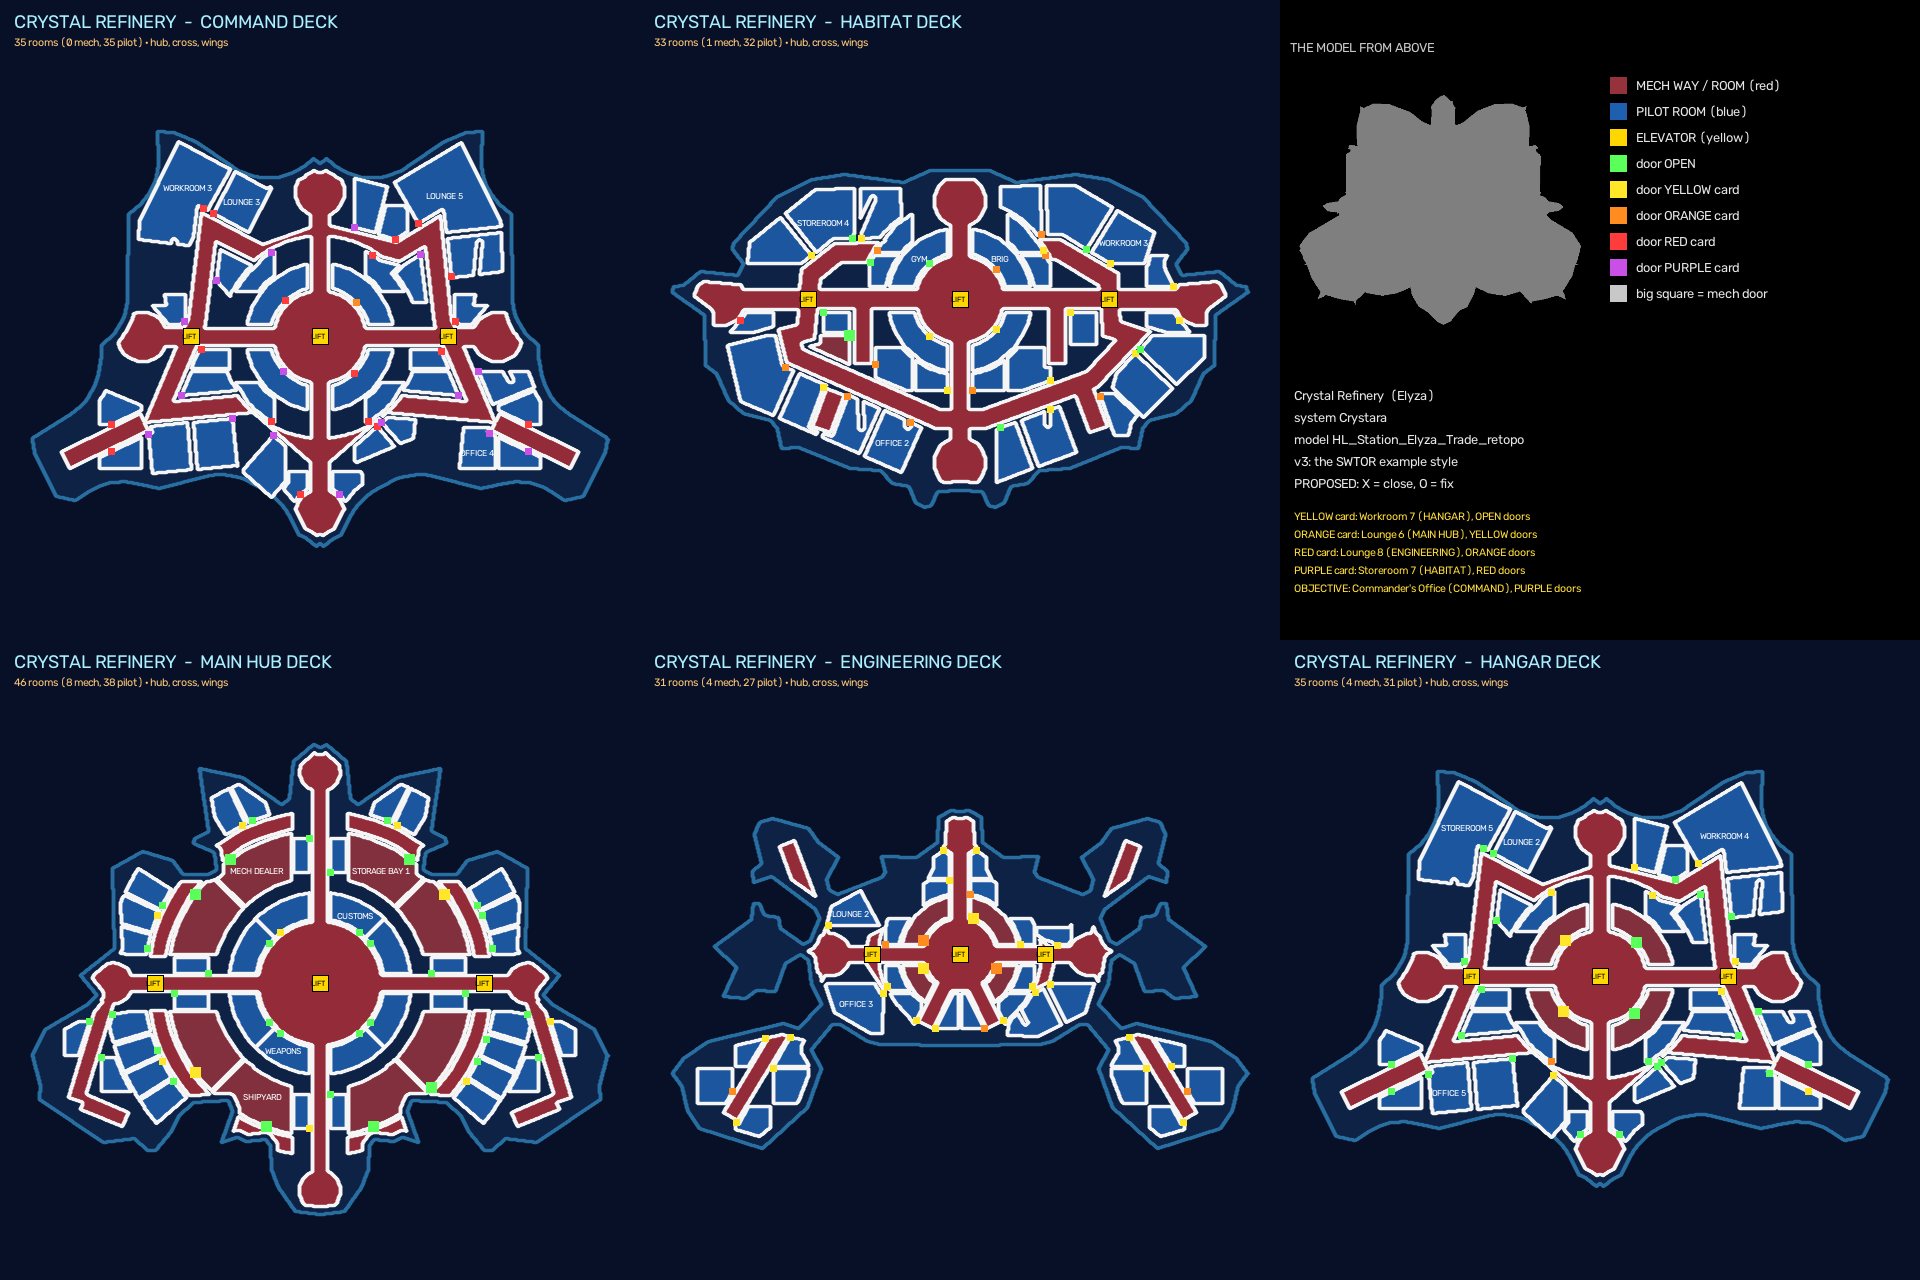 CRYSTAL REFINERY - COMMAND DECK
35 rooms (0 mech, 35 pilot) • hub, cross, wings
WORKROOM 3
LOUNGE 3
LOUNGE 5
LIFT
LIFT
LIFT
OFFICE 4
CRYSTAL REFINERY - HABITAT DECK
33 rooms (1 mech, 32 pilot) • hub, cross, wings
STOREROOM 4
WORKROOM 3
GYM
BRIG
LIFT
LIFT
LIFT
OFFICE 2
THE MODEL FROM ABOVE
MECH WAY / ROOM (red)
PILOT ROOM (blue)
ELEVATOR (yellow)
door OPEN
door YELLOW card
door ORANGE card
door RED card
door PURPLE card
big square = mech door
Crystal Refinery (Elyza)
system Crystara
model HL_Station_Elyza_Trade_retopo
v3: the SWTOR example style
PROPOSED: X = close, O = fix
YELLOW card: Workroom 7 (HANGAR), OPEN doors
ORANGE card: Lounge 6 (MAIN HUB), YELLOW doors
RED card: Lounge 8 (ENGINEERING), ORANGE doors
PURPLE card: Storeroom 7 (HABITAT), RED doors
OBJECTIVE: Commander's Office (COMMAND), PURPLE doors
CRYSTAL REFINERY - MAIN HUB DECK
46 rooms (8 mech, 38 pilot) • hub, cross, wings
MECH DEALER
STORAGE BAY 1
CUSTOMS
LIFT
LIFT
LIFT
WEAPONS
SHIPYARD
CRYSTAL REFINERY - ENGINEERING DECK
31 rooms (4 mech, 27 pilot) • hub, cross, wings
LOUNGE 2
LIFT
LIFT
LIFT
OFFICE 3
CRYSTAL REFINERY - HANGAR DECK
35 rooms (4 mech, 31 pilot) • hub, cross, wings
STOREROOM 5
LOUNGE 2
WORKROOM 4
LIFT
LIFT
LIFT
OFFICE 5